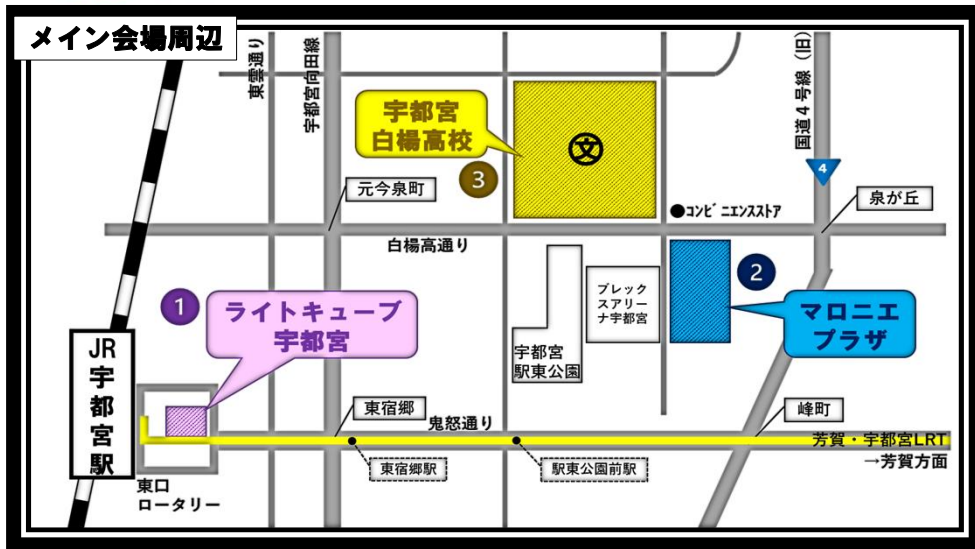 メイン会場周辺
東雲通り
宇都宮向田線
国道4号線（旧）
4
宇都宮
白楊高校
文
3
元今泉町
●コンビニエンスストア
泉が丘
白楊高通り
1
ライトキューブ
宇都宮
ブレック
スアリー
ナ宇都宮
2
マロニエ
プラザ
JR
宇都宮駅
宇都宮
駅東公園
東宿郷
鬼怒通り
峰町
芳賀・宇都宮LRT
→芳賀方面
東宿郷駅
駅東公園前駅
東口
ロータリー